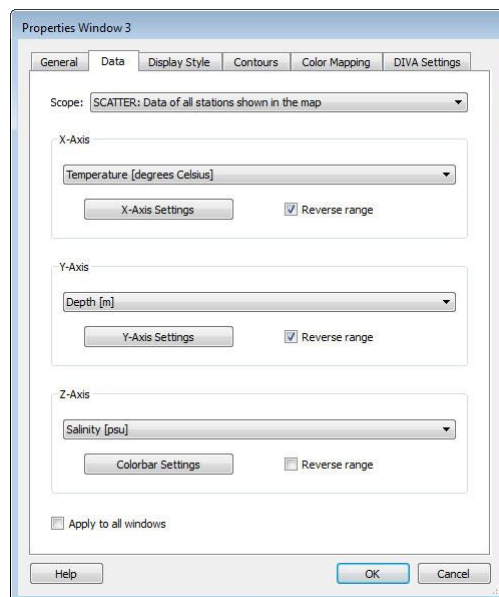 Properties Window 3
General Data Display Style Contours Color Mapping DIVA Settings
Scope: SCATTER: Data of all stations shown in the map
X-Axis
Temperature [degrees Celsius]
X-Axis Settings Reverse range
Y-Axis
Depth [m]
Y-Axis Settings Reverse range
Z-Axis
Salinity [psu]
Colorbar Settings Reverse range
Apply to all windows
Help OK Cancel